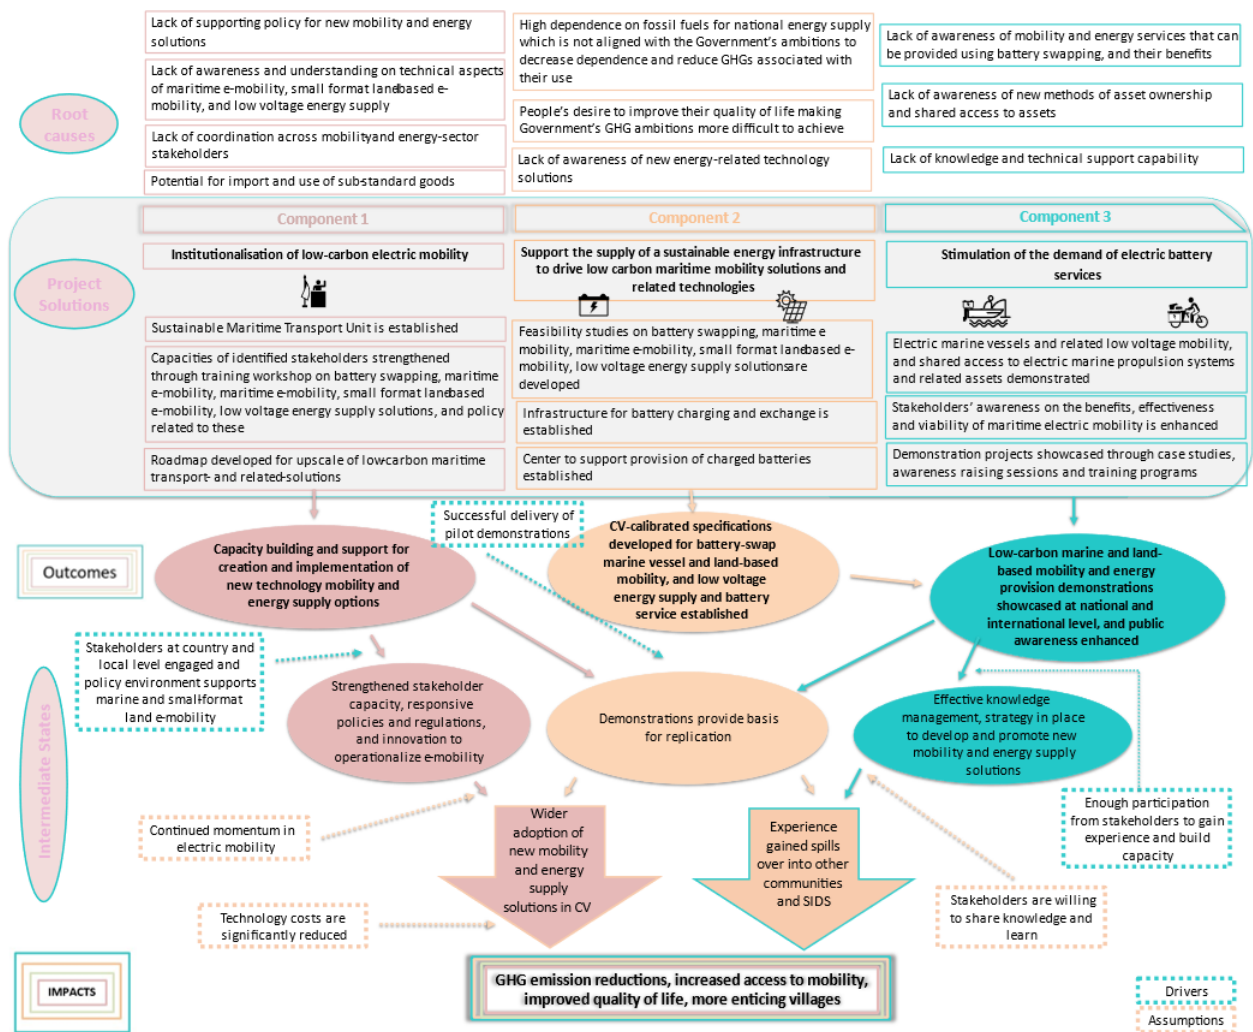 Root
causes
Lack of supporting policy for new mobility and energy
solutions
Lack of awareness and understanding on technical aspects
of maritime e-mobility, small format landbased e-
mobility, and low voltage energy supply
Lack of coordination across mobility and energy-sector
stakeholders
Potential for import and use of sub-standard goods
High dependence on fossil fuels for national energy supply
which is not aligned with the Government's ambitions to
decrease dependence and reduce GHGs associated with
their use
People's desire to improve their quality of life making
Government's GHG ambitions more difficult to achieve
Lack of awareness of new energy-related technology
solutions
Lack of awareness of mobility and energy services that can
be provided using battery swapping, and their benefits
Lack of awareness of new methods of asset ownership
and shared access to assets
Lack of knowledge and technical support capability
Project
Solutions
Component 1
Institutionalisation of low-carbon electric mobility
Sustainable Maritime Transport Unit is established
Capacities of identified stakeholders strengthened
through training workshop on battery swapping, maritime
e-mobility, maritime e-mobility, small format landbased
e-mobility, low voltage energy supply solutions, and policy
related to these
Roadmap developed for upscale of low-carbon maritime
transport- and related-solutions
Component 2
Support the supply of a sustainable energy infrastructure
to drive low carbon maritime mobility solutions and
related technologies
Feasibility studies on battery swapping, maritime e
mobility, maritime e-mobility, small format landbased e-
mobility, low voltage energy supply solutions are
developed
Infrastructure for battery charging and exchange is
established
Center to support provision of charged batteries
established
Component 3
Stimulation of the demand of electric battery
services
Electric marine vessels and related low voltage mobility,
and shared access to electric marine propulsion systems
and related assets demonstrated
Stakeholders' awareness on the benefits, effectiveness
and viability of maritime electric mobility is enhanced
Demonstration projects showcased through case studies,
awareness raising sessions and training programs
Outcomes
Capacity building and support for
creation and implementation of
new technology mobility and
energy supply options
Successful delivery of
pilot demonstrations
CV-calibrated specifications
developed for battery-swap
marine vessel and land-based
mobility, and low voltage
energy supply and battery
service established
Low-carbon marine and land-
based mobility and energy
provision demonstrations
showcased at national and
international level, and public
awareness enhanced
Intermediate States
Stakeholders at country and
local level engaged and
policy environment supports
marine and small-format
land e-mobility
Strengthened stakeholder
capacity, responsive
policies and regulations,
and innovation to
operationalize e-mobility
Demonstrations provide basis
for replication
Effective knowledge
management, strategy in place
to develop and promote new
mobility and energy supply
solutions
Continued momentum in
electric mobility
Wider
adoption of
new mobility
and energy
supply
solutions in CV
Experience
gained spills
over into other
communities
and SIDS
Enough participation
from stakeholders to gain
experience and build
capacity
Technology costs are
significantly reduced
Stakeholders are willing
to share knowledge and
learn
IMPACTS
GHG emission reductions, increased access to mobility,
improved quality of life, more enticing villages
Drivers
Assumptions